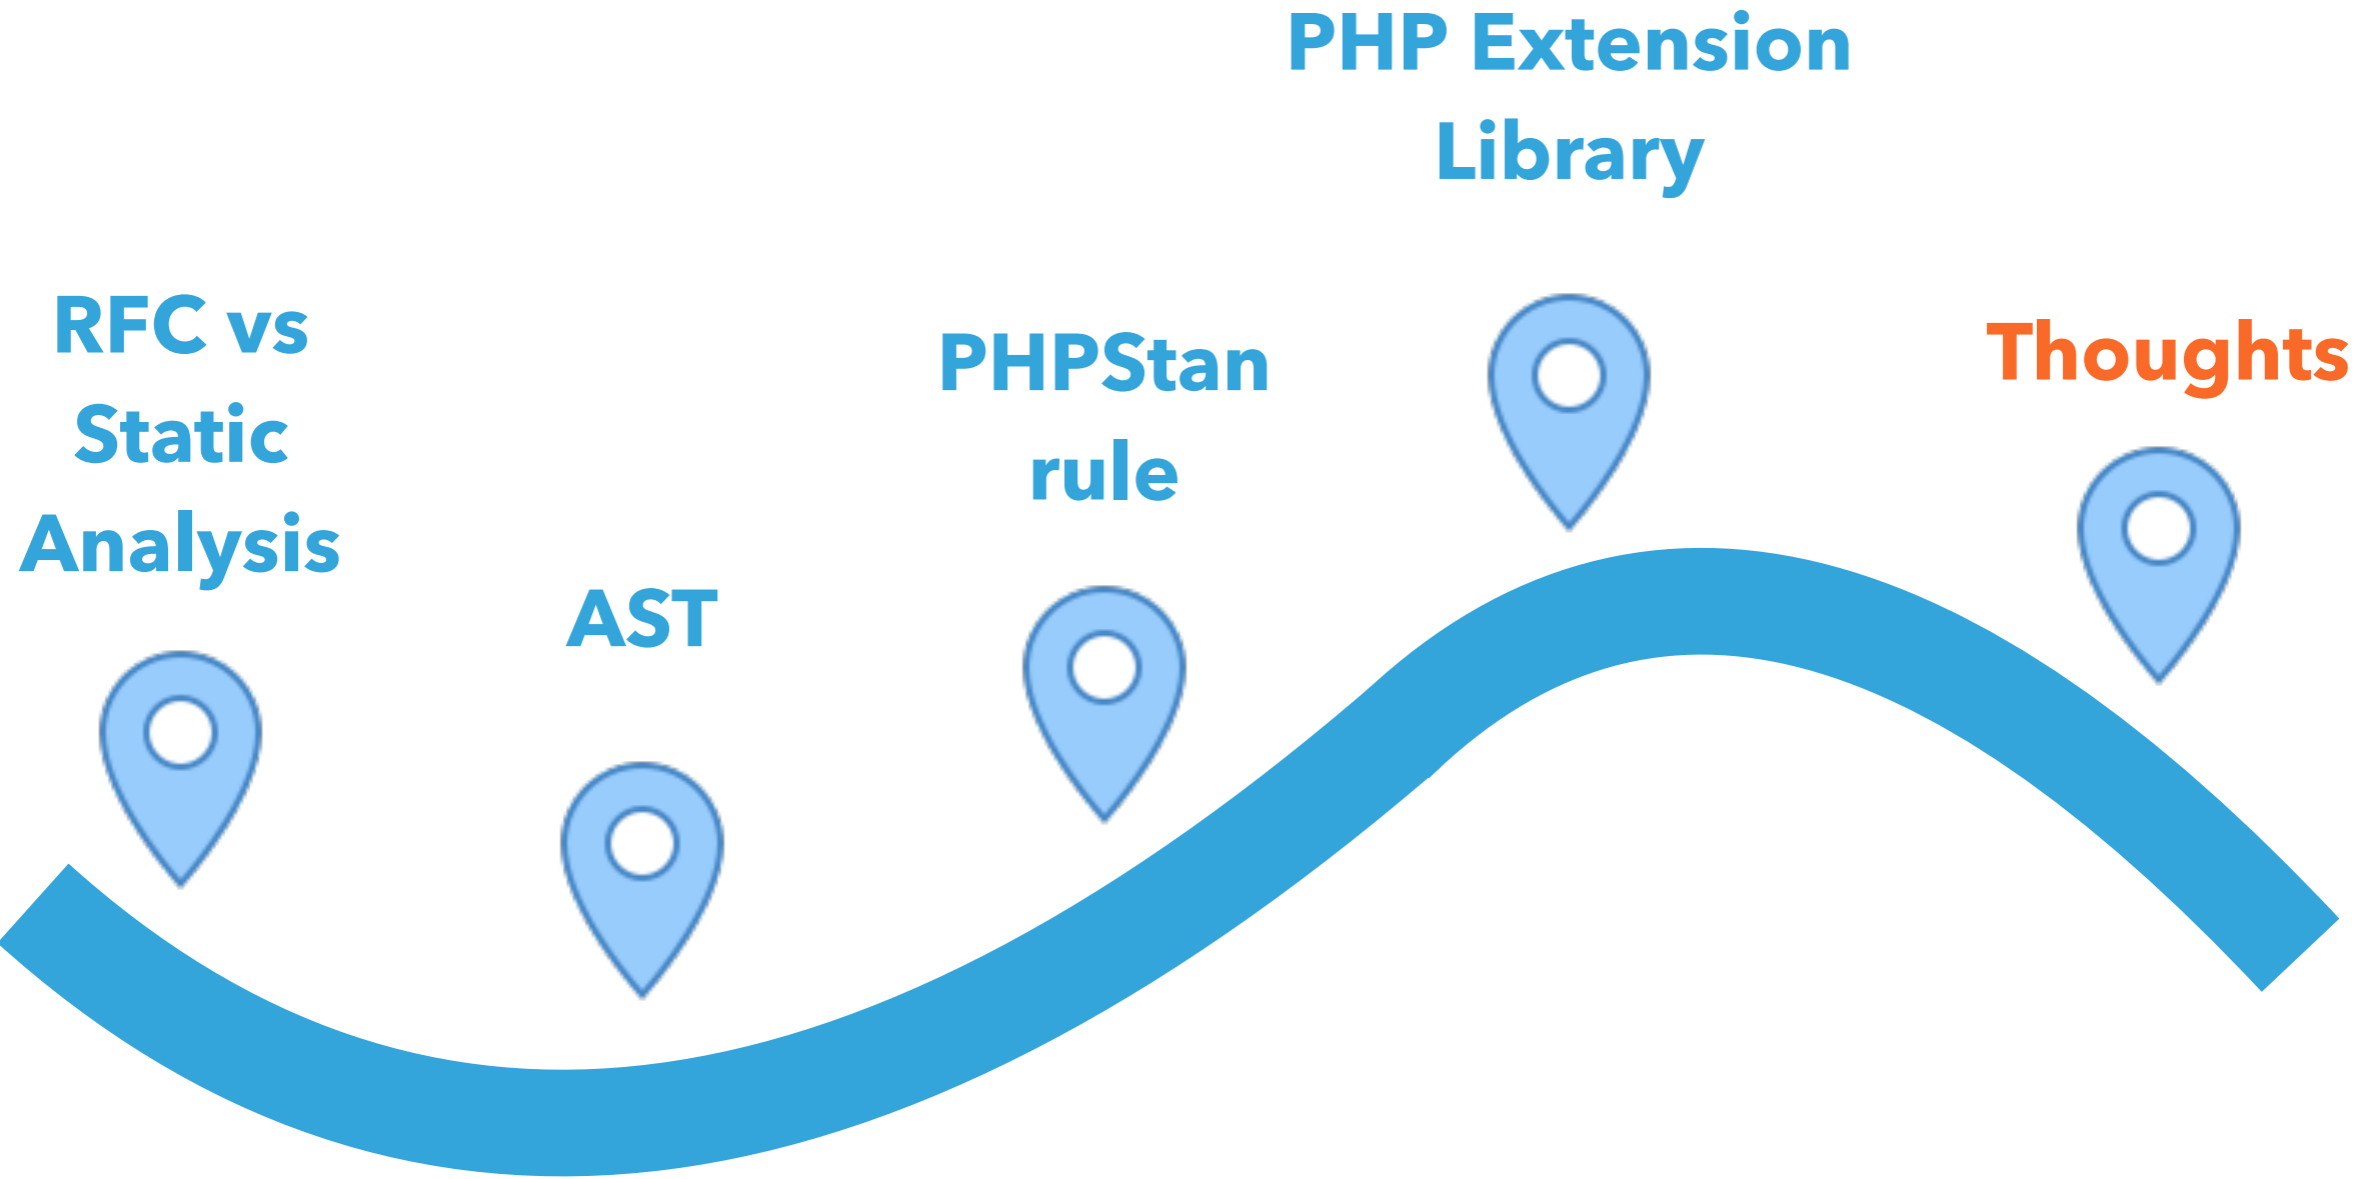 RFC vs
Static
Analysis
AST
PHPStan
rule
PHP Extension
Library
Thoughts